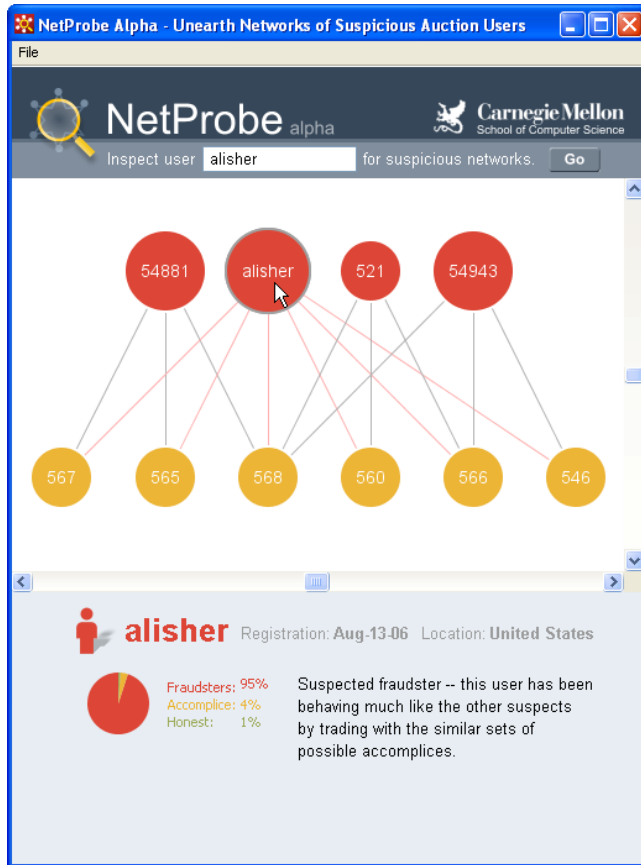 NetProbe Alpha - Unearth Networks of Suspicious Auction Users
File
NetProbe alpha
Carnegie Mellon
School of Computer Science
Inspect user alisher for suspicious networks. Go
54881 alisher 521 54943
567 565 568 560 566 546
alisher Registration: Aug-13-06 Location: United States
Fraudsters: 95%
Accomplice: 4%
Honest: 1%
Suspected fraudster -- this user has been
behaving much like the other suspects
by trading with the similar sets of
possible accomplices.